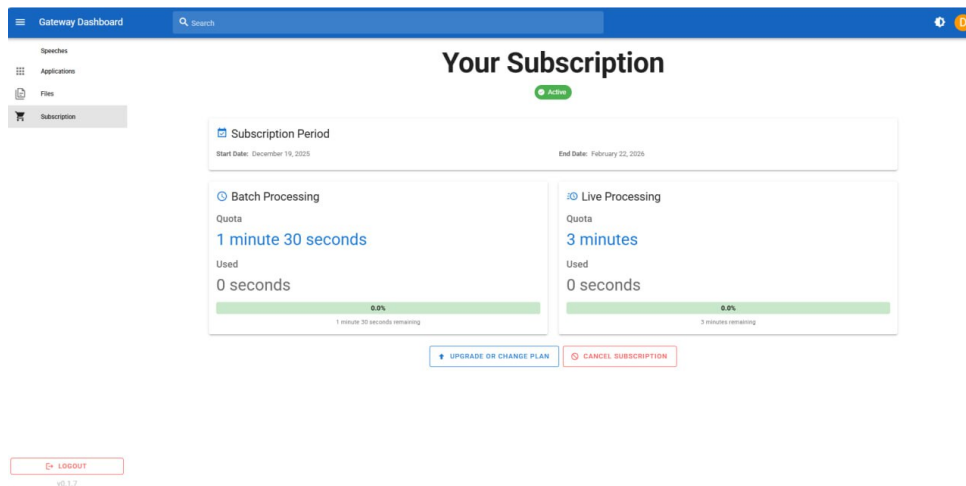 Gateway Dashboard
Search
D
Speeches
Applications
Files
Subscription
Your Subscription
Active
Subscription Period
Start Date: December 19, 2025
End Date: February 22, 2026
Batch Processing
Quota
1 minute 30 seconds
Used
0 seconds
0.0%
1 minute 30 seconds remaining
Live Processing
Quota
3 minutes
Used
0 seconds
0.0%
3 minutes remaining
UPGRADE OR CHANGE PLAN
CANCEL SUBSCRIPTION
LOGOUT
v0.1.7